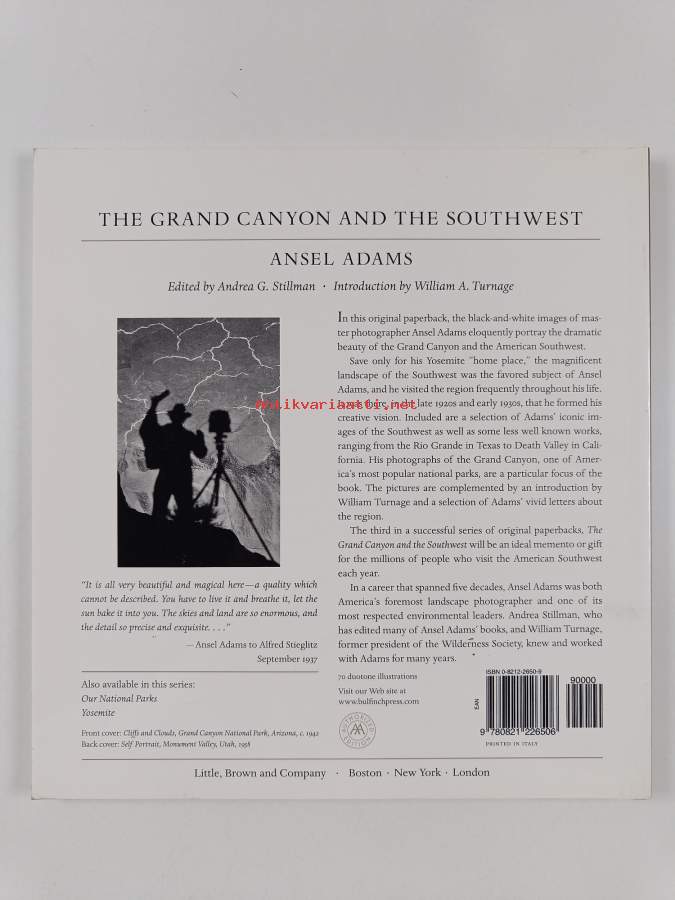 THE GRAND CANYON AND THE SOUTHWEST
ANSEL ADAMS
Edited by Andrea G. Stillman · Introduction by William A. Turnage
In this original paperback, the black-and-white images of mas-
ter photographer Ansel Adams eloquently portray the dramatic
beauty of the Grand Canyon and the American Southwest.
Save only for his Yosemite "home place," the magnificent
landscape of the Southwest was the favored subject of Ansel
Adams, and he visited the region frequently throughout his life.
It was there, in the late 1920s and early 1930s, that he formed his
creative vision. Included are a selection of Adams' iconic im-
ages of the Southwest as well as some less well known works,
ranging from the Rio Grande in Texas to Death Valley in Cali-
fornia. His photographs of the Grand Canyon, one of Amer-
ica's most popular national parks, are a particular focus of the
book. The pictures are complemented by an introduction by
William Turnage and a selection of Adams' vivid letters about
the region.
The third in a successful series of original paperbacks, The
Grand Canyon and the Southwest will be an ideal memento or gift
for the millions of people who visit the American Southwest
each year.
In a career that spanned five decades, Ansel Adams was both
America's foremost landscape photographer and one of its
most respected environmental leaders. Andrea Stillman, who
has edited many of Ansel Adams' books, and William Turnage,
former president of the Wilderness Society, knew and worked
with Adams for many years.
antikvariaatti.net
"It is all very beautiful and magical here—a quality which
cannot be described. You have to live it and breathe it, let the
sun bake it into you. The skies and land are so enormous, and
the detail so precise and exquisite. . . ."
—Ansel Adams to Alfred Stieglitz
September 1937
Also available in this series:
Our National Parks
Yosemite
Front cover: Cliffs and Clouds, Grand Canyon National Park, Arizona, c. 1942
Back cover: Self Portrait, Monument Valley, Utah, 1958
70 duotone illustrations
Visit our Web site at
www.bulfinchpress.com
AUTHORIZED
AA
EDITION
ISBN 0-8212-2650-9
90000
EAN
9 780821 226506
PRINTED IN ITALY
Little, Brown and Company · Boston · New York · London